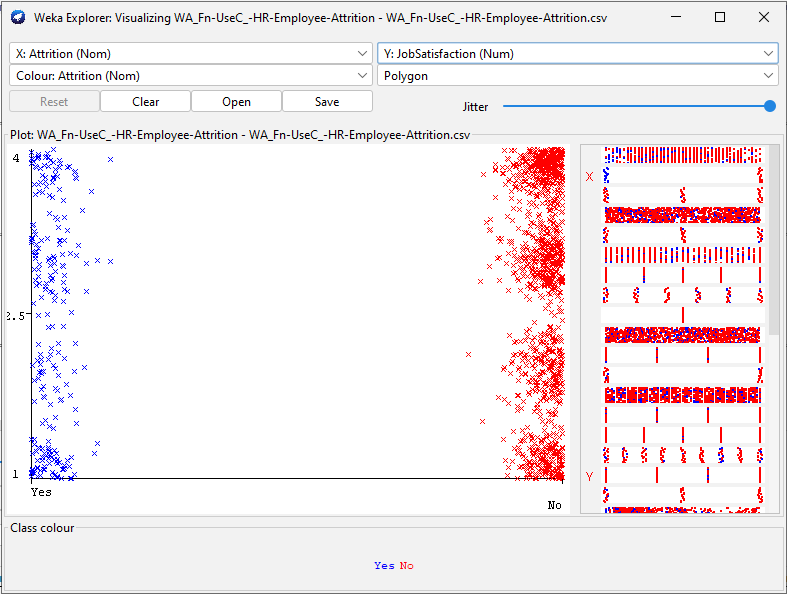 Weka Explorer: Visualizing WA_Fn-UseC_-HR-Employee-Attrition - WA_Fn-UseC_-HR-Employee-Attrition.csv
X: Attrition (Nom) Y: JobSatisfaction (Num)
Colour: Attrition (Nom) Polygon
Reset Clear Open Save Jitter
Plot: WA_Fn-UseC_-HR-Employee-Attrition - WA_Fn-UseC_-HR-Employee-Attrition.csv
4
X
2.5
1
Y
Yes
No
Class colour
Yes No